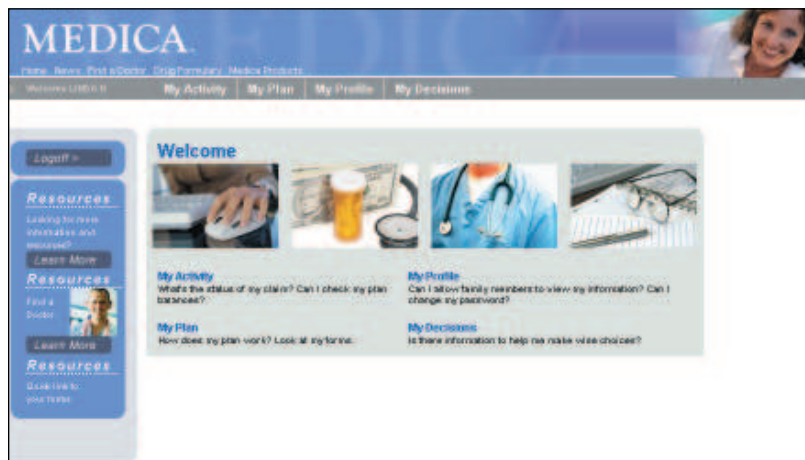 MEDICA
Home News Find a Doctor Drug Formulary Medica Products
Welcome
My Activity My Plan My Profile My Decisions
Logoff >
Welcome
Resources
Looking for more
information and
resources?
Learn More
Resources
Find a
Doctor
Learn More
Resources
Quick link to
your home
My Activity
What's the status of my claim? Can I check my plan
balances?
My Profile
Can I allow family members to view my information? Can I
change my password?
My Plan
How does my plan work? Look at my forms.
My Decisions
Is there information to help me make wise choices?